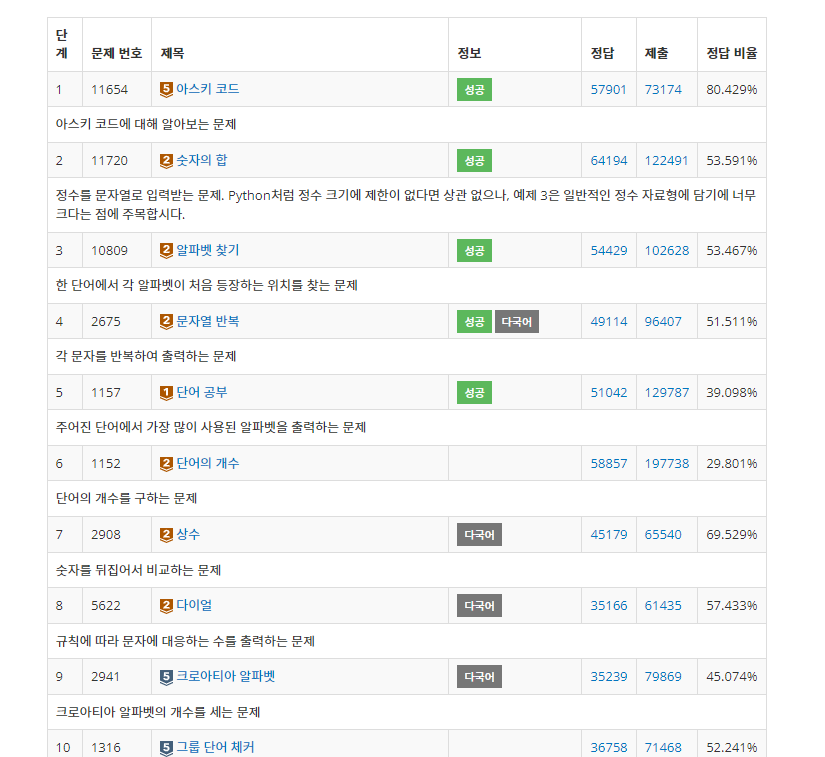 단계 문제 번호 제목 정보 정답 제출 정답 비율
1 11654 5 아스키 코드 성공 57901 73174 80.429%
아스키 코드에 대해 알아보는 문제
2 11720 2 숫자의 합 성공 64194 122491 53.591%
정수를 문자열로 입력받는 문제. Python처럼 정수 크기에 제한이 없다면 상관 없으나, 예제 3은 일반적인 정수 자료형에 담기에 너무
크다는 점에 주목합시다.
3 10809 2 알파벳 찾기 성공 54429 102628 53.467%
한 단어에서 각 알파벳이 처음 등장하는 위치를 찾는 문제
4 2675 2 문자열 반복 성공 다국어 49114 96407 51.511%
각 문자를 반복하여 출력하는 문제
5 1157 1 단어 공부 성공 51042 129787 39.098%
주어진 단어에서 가장 많이 사용된 알파벳을 출력하는 문제
6 1152 2 단어의 개수 58857 197738 29.801%
단어의 개수를 구하는 문제
7 2908 2 상수 다국어 45179 65540 69.529%
숫자를 뒤집어서 비교하는 문제
8 5622 2 다이얼 다국어 35166 61435 57.433%
규칙에 따라 문자에 대응하는 수를 출력하는 문제
9 2941 5 크로아티아 알파벳 다국어 35239 79869 45.074%
크로아티아 알파벳의 개수를 세는 문제
10 1316 5 그룹 단어 체커 36758 71468 52.241%